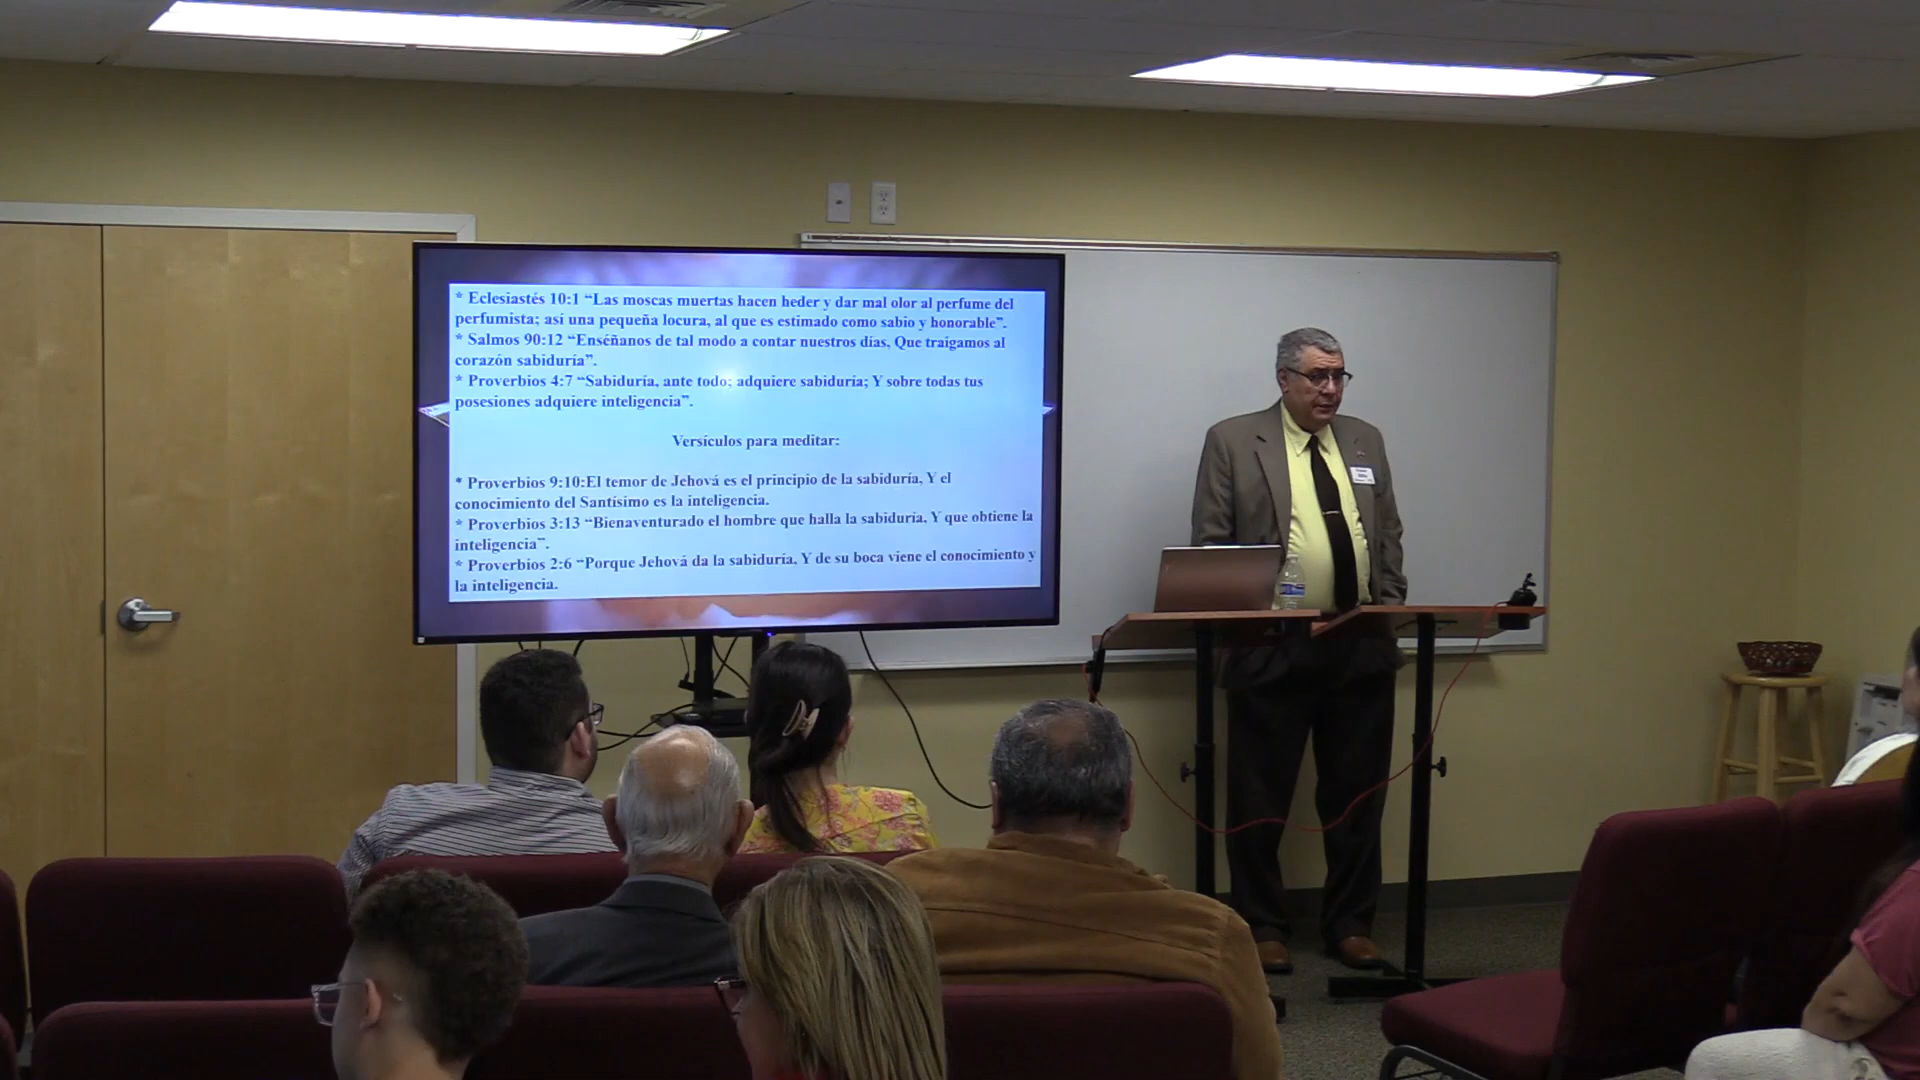 * Eclesiastés 10:1 “Las moscas muertas hacen heder y dar mal olor al perfume del
perfumista; así una pequeña locura, al que es estimado como sabio y honorable”.
* Salmos 90:12 “Enséñanos de tal modo a contar nuestros días, Que traigamos al
corazón sabiduría”.
* Proverbios 4:7 “Sabiduría, ante todo; adquiere sabiduría; Y sobre todas tus
posesiones adquiere inteligencia”.
Versículos para meditar:
* Proverbios 9:10:El temor de Jehová es el principio de la sabiduría, Y el
conocimiento del Santísimo es la inteligencia.
* Proverbios 3:13 “Bienaventurado el hombre que halla la sabiduría, Y que obtiene la
inteligencia”.
* Proverbios 2:6 “Porque Jehová da la sabiduría, Y de su boca viene el conocimiento y
la inteligencia.